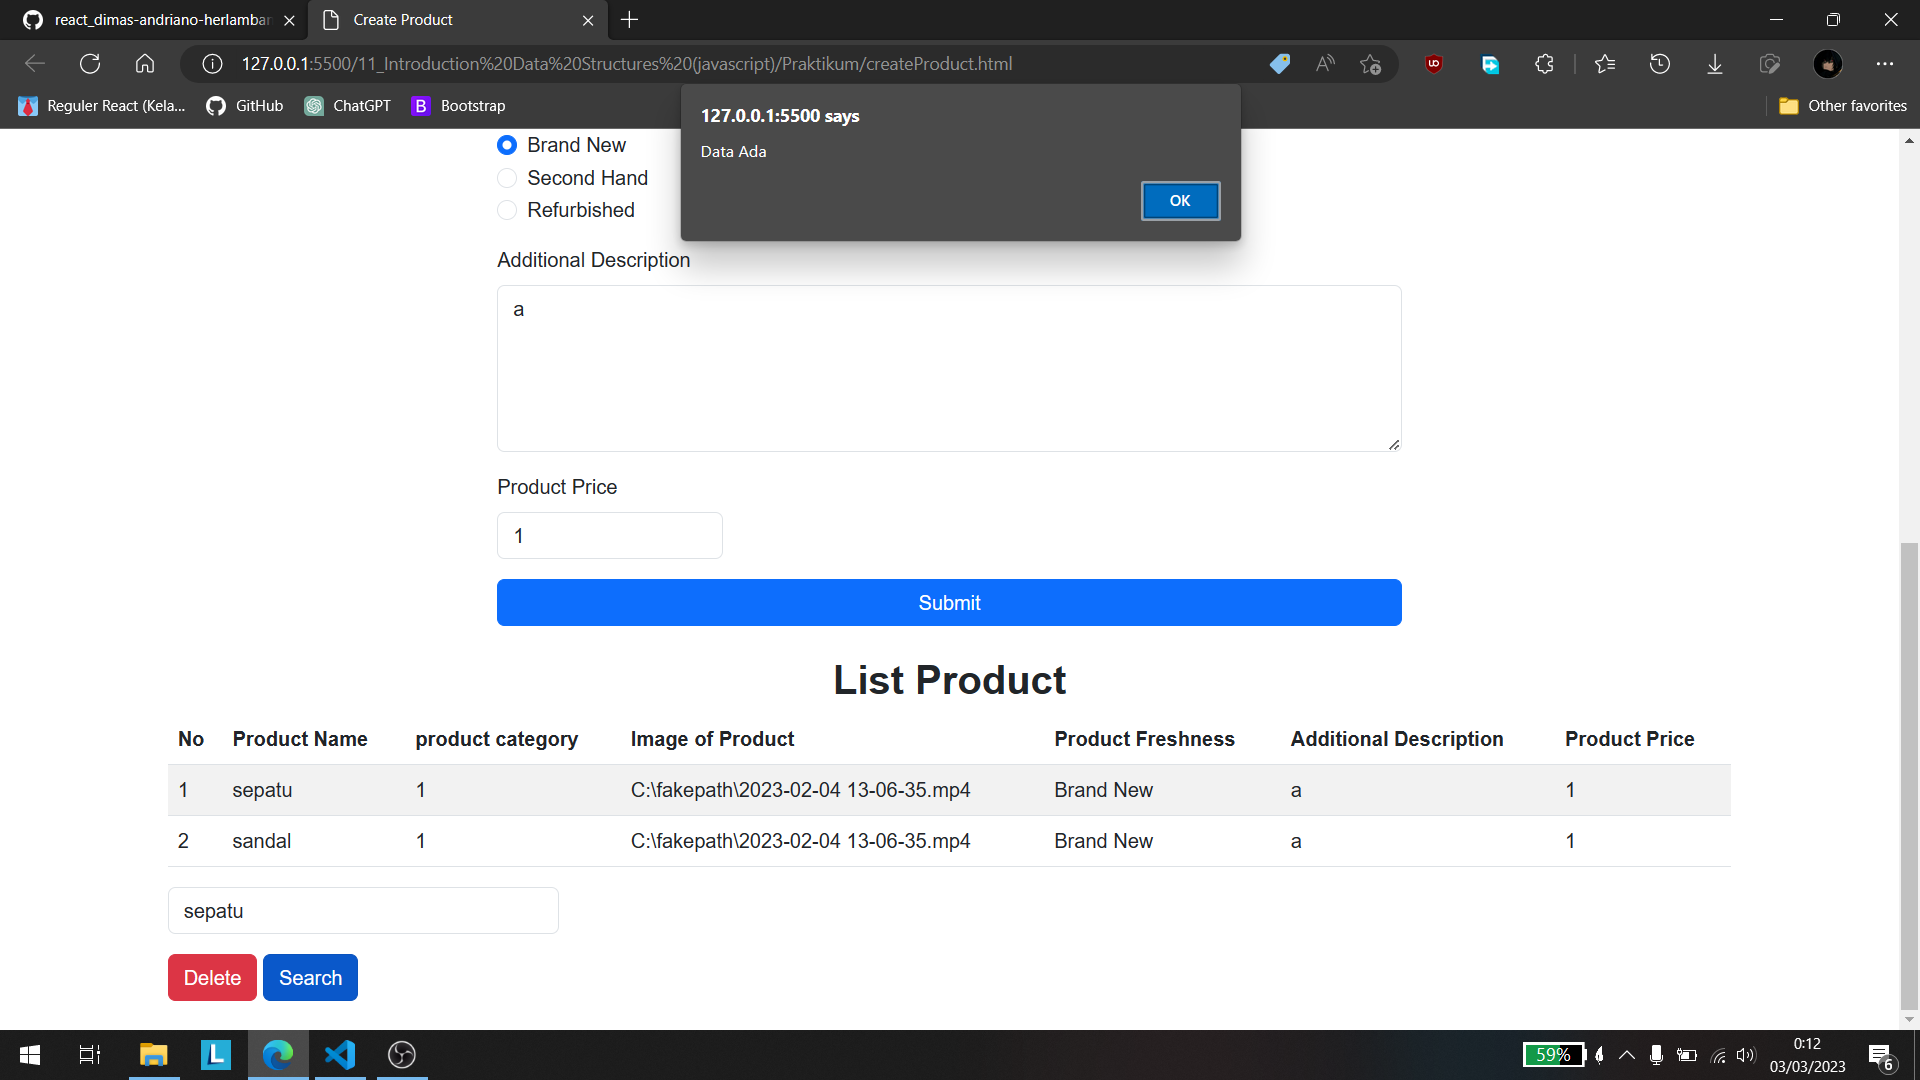 react_dimas-andriano-herlamban
Create Product
127.0.0.1:5500/11_Introduction%20Data%20Structures%20(javascript)/Praktikum/createProduct.html
Reguler React (Kela...
GitHub
ChatGPT
B
Bootstrap
Other favorites
127.0.0.1:5500 says
Data Ada
OK
Brand New
Second Hand
Refurbished
Additional Description
a
Product Price
1
Submit
List Product
No Product Name product category Image of Product Product Freshness Additional Description Product Price
1 sepatu 1 C:\fakepath\2023-02-04 13-06-35.mp4 Brand New a 1
2 sandal 1 C:\fakepath\2023-02-04 13-06-35.mp4 Brand New a 1
sepatu
Delete Search
L
59%
0:12
03/03/2023
6